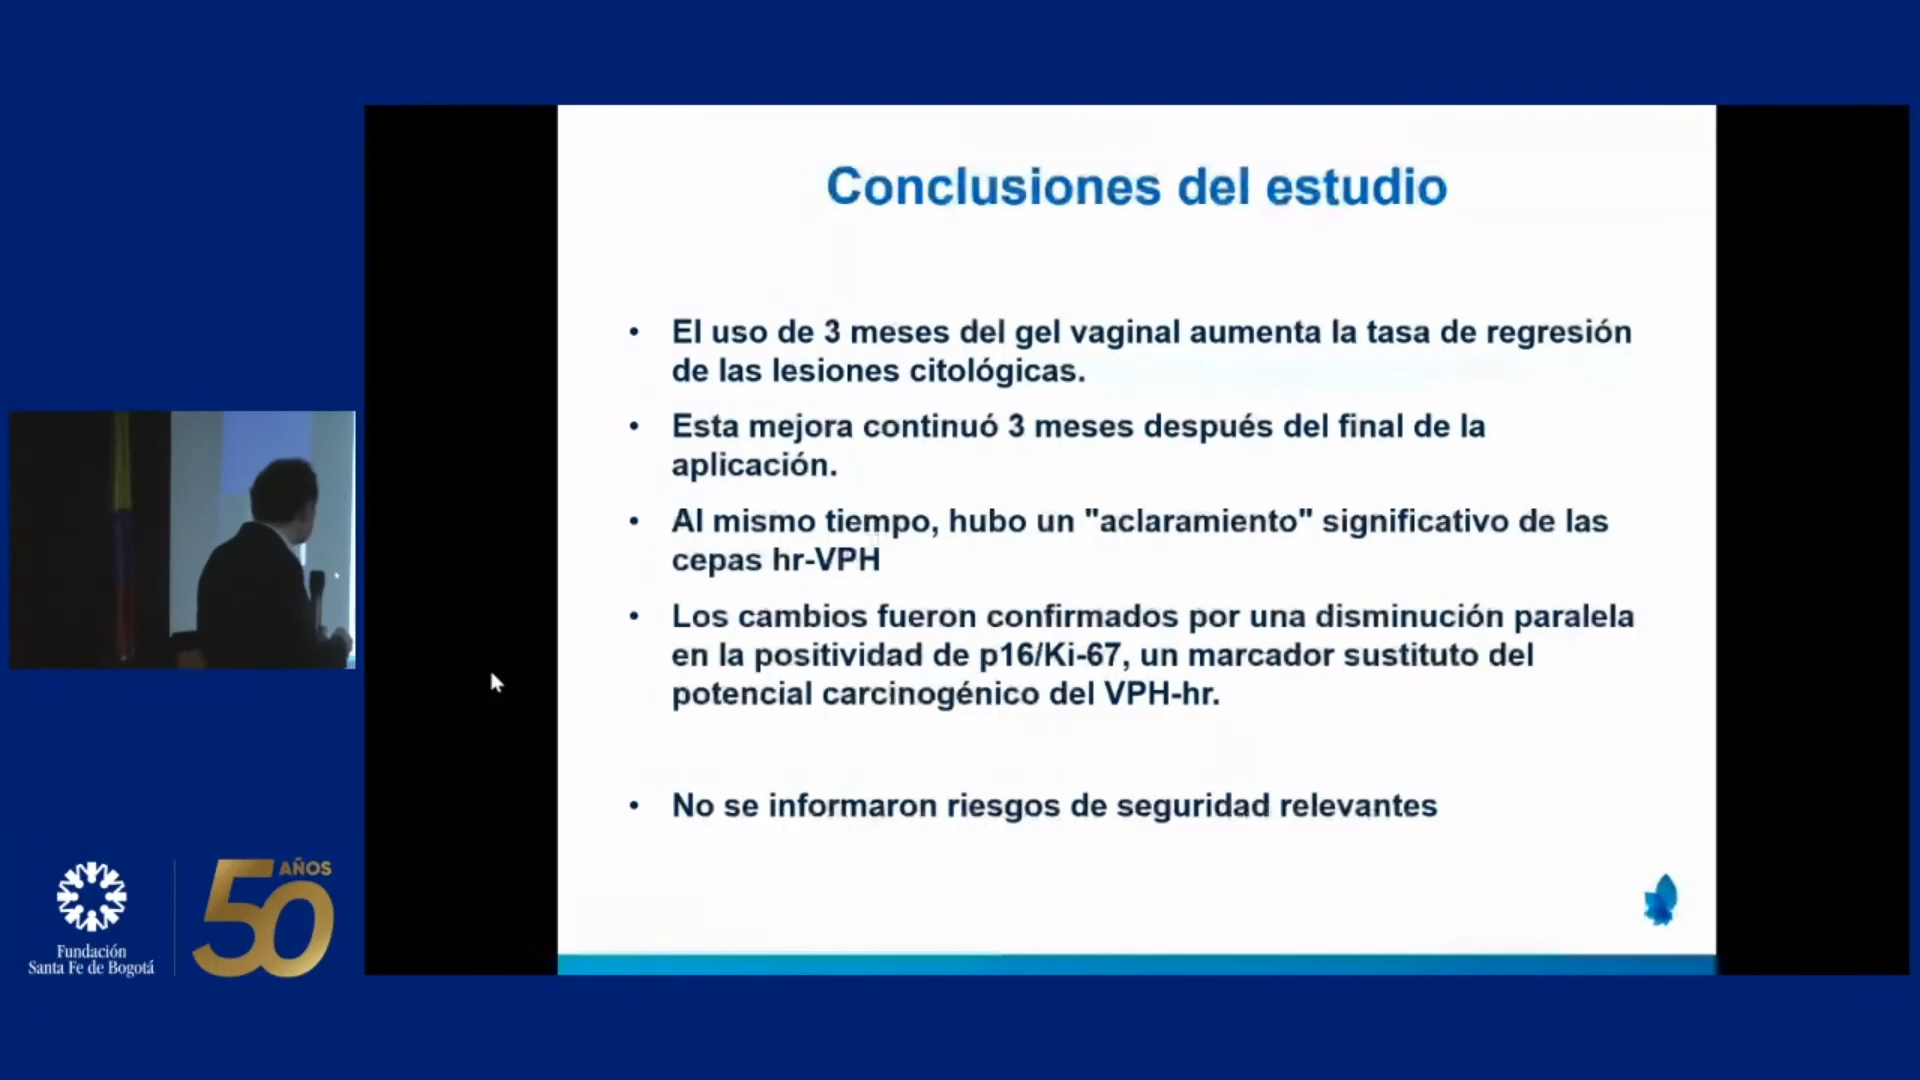 Conclusiones del estudio
• El uso de 3 meses del gel vaginal aumenta la tasa de regresión
de las lesiones citológicas.
• Esta mejora continuó 3 meses después del final de la
aplicación.
• Al mismo tiempo, hubo un "aclaramiento" significativo de las
cepas hr-VPH
• Los cambios fueron confirmados por una disminución paralela
en la positividad de p16/Ki-67, un marcador sustituto del
potencial carcinogénico del VPH-hr.
• No se informaron riesgos de seguridad relevantes
Fundación
Santa Fe de Bogotá
50 AÑOS